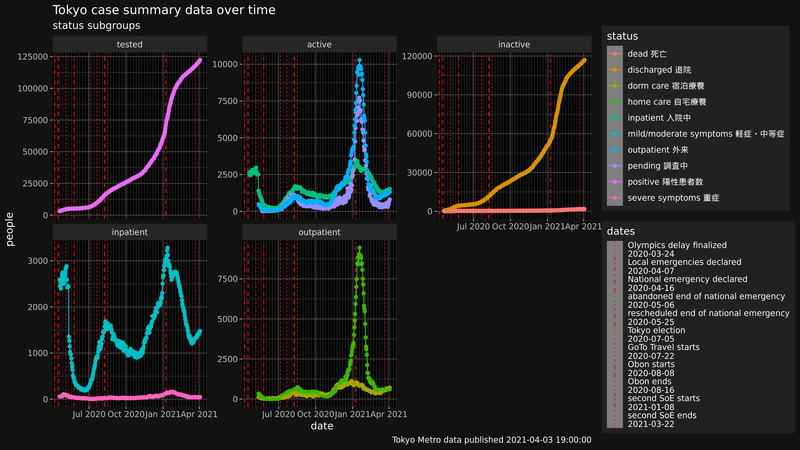 Tokyo case summary data over time
status subgroups
tested
active
inactive
125000
100000
75000
50000
25000
0
10000
7500
5000
2500
0
120000
90000
60000
30000
0
Jul 2020 Oct 2020 Jan 2021 Apr 2021
people
inpatient
outpatient
3000
2000
1000
0
7500
5000
2500
0
Jul 2020 Oct 2020 Jan 2021 Apr 2021
Jul 2020 Oct 2020 Jan 2021 Apr 2021
date
Tokyo Metro data published 2021-04-03 19:00:00
status
dead 死亡
discharged 退院
dorm care 宿泊療養
home care 自宅療養
inpatient 入院中
mild/moderate symptoms 軽症・中等症
outpatient 外来
pending 調査中
positive 陽性患者数
severe symptoms 重症
dates
Olympics delay finalized
2020-03-24
Local emergencies declared
2020-04-07
National emergency declared
2020-04-16
abandoned end of national emergency
2020-05-06
rescheduled end of national emergency
2020-05-25
Tokyo election
2020-07-05
GoTo Travel starts
2020-07-22
Obon starts
2020-08-08
Obon ends
2020-08-16
second SoE starts
2021-01-08
second SoE ends
2021-03-22